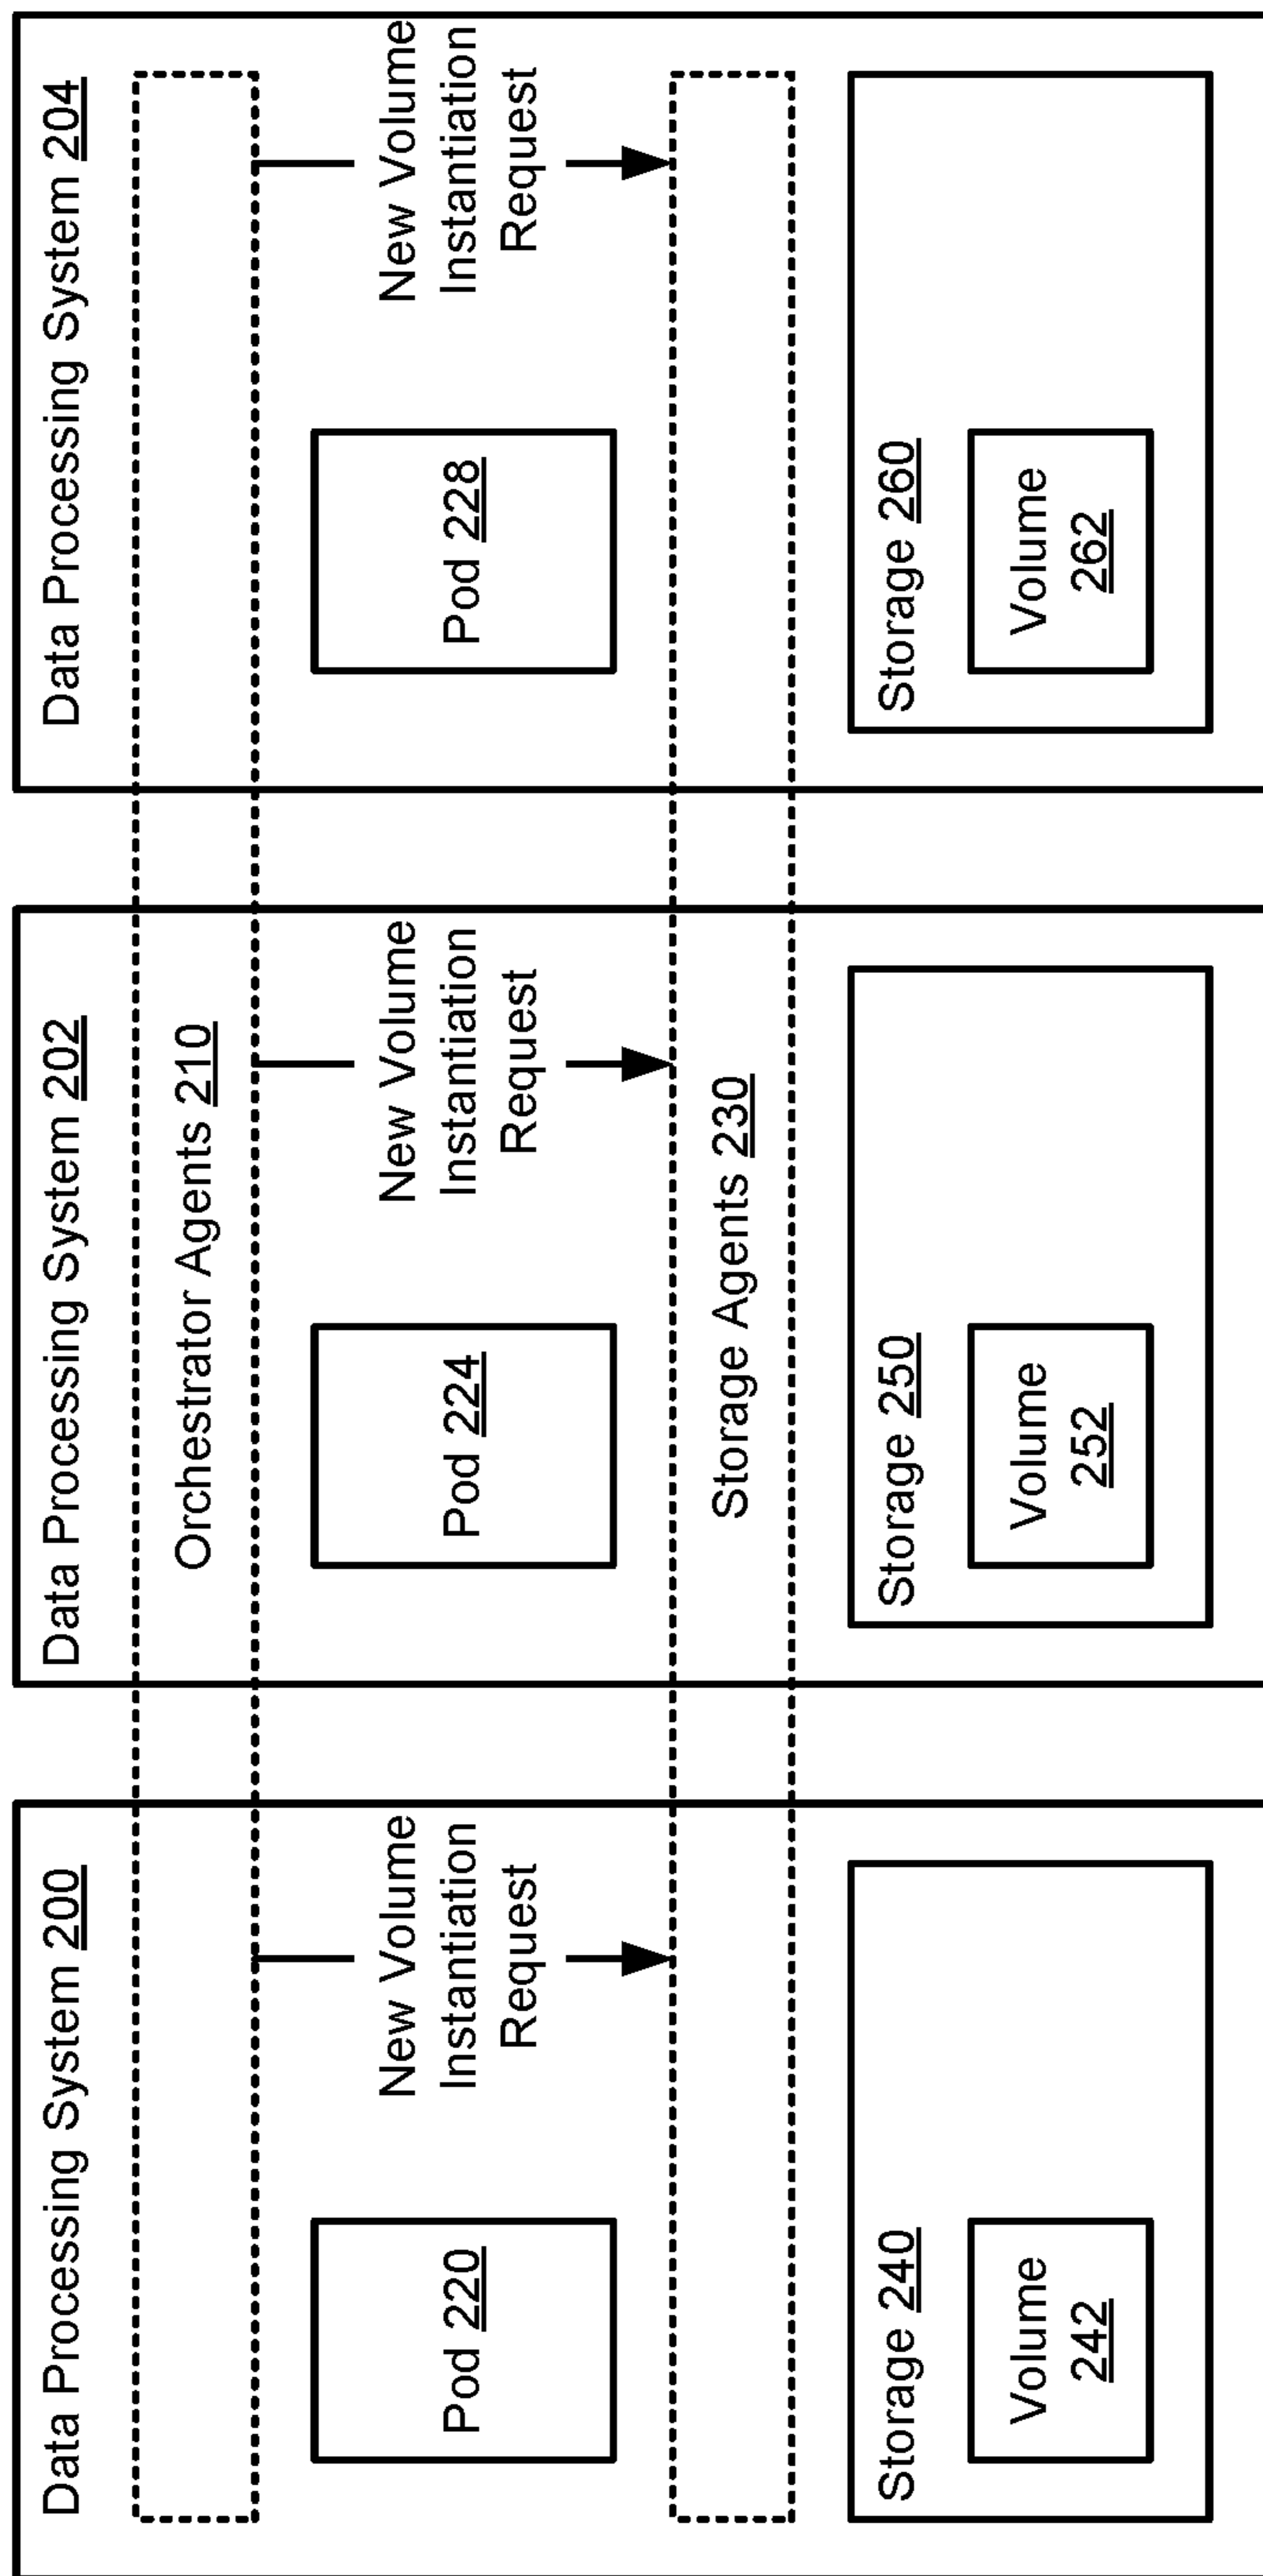 Data Processing System 200
Data Processing System 202
Data Processing System 204
Orchestrator Agents 210
Pod 220
New Volume
Instantiation
Request
Pod 224
New Volume
Instantiation
Request
Pod 228
New Volume
Instantiation
Request
Storage Agents 230
Storage 240
Volume
242
Storage 250
Volume
252
Storage 260
Volume
262